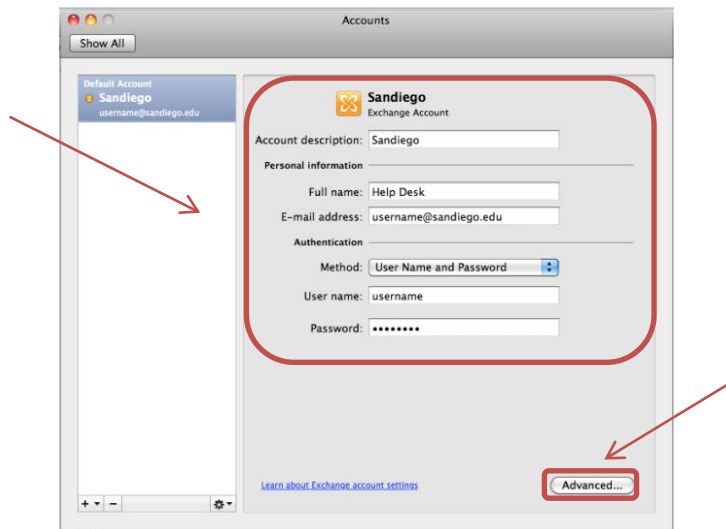 Accounts
Show All
Default Account
Sandiego
username@sandiego.edu
Sandiego
Exchange Account
Account description: Sandiego
Personal information
Full name: Help Desk
E-mail address: username@sandiego.edu
Authentication
Method: User Name and Password
User name: username
Password: ••••••••
Learn about Exchange account settings
Advanced...